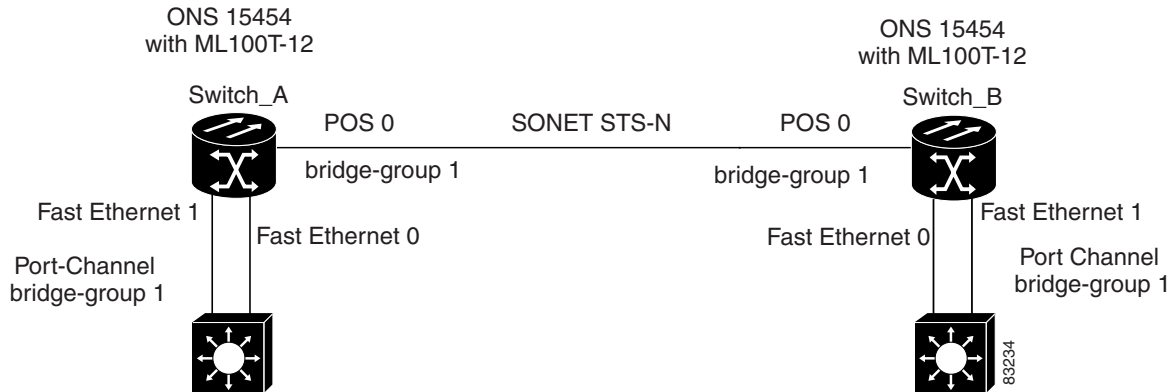 ONS 15454
with ML100T-12
Switch_A
ONS 15454
with ML100T-12
Switch_B
POS 0
SONET STS-N
POS 0
bridge-group 1
bridge-group 1
Fast Ethernet 1
Fast Ethernet 0
Fast Ethernet 0
Fast Ethernet 1
Port-Channel
bridge-group 1
Port Channel
bridge-group 1
83234